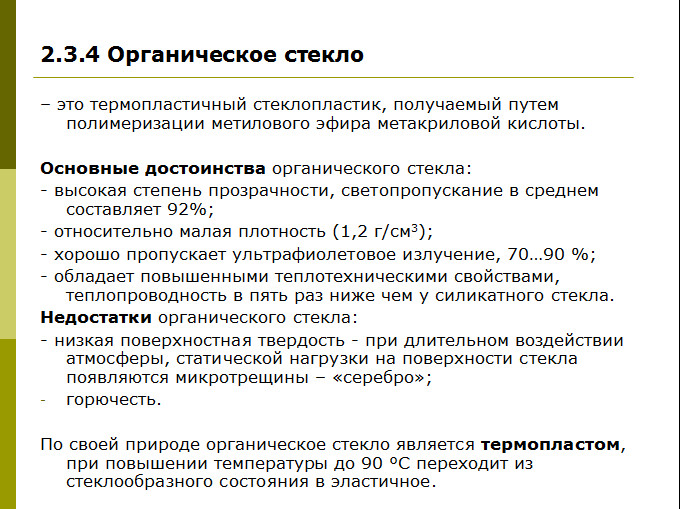 2.3.4 Органическое стекло
– это термопластичный стеклопластик, получаемый путем
полимеризации метилового эфира метакриловой кислоты.
Основные достоинства органического стекла:
- высокая степень прозрачности, светопропускание в среднем
составляет 92%;
- относительно малая плотность (1,2 г/см³);
- хорошо пропускает ультрафиолетовое излучение, 70…90 %;
- обладает повышенными теплотехническими свойствами,
теплопроводность в пять раз ниже чем у силикатного стекла.
Недостатки органического стекла:
- низкая поверхностная твердость - при длительном воздействии
атмосферы, статической нагрузки на поверхности стекла
появляются микротрещины – «серебро»;
- горючесть.
По своей природе органическое стекло является термопластом,
при повышении температуры до 90 ºС переходит из
стеклообразного состояния в эластичное.